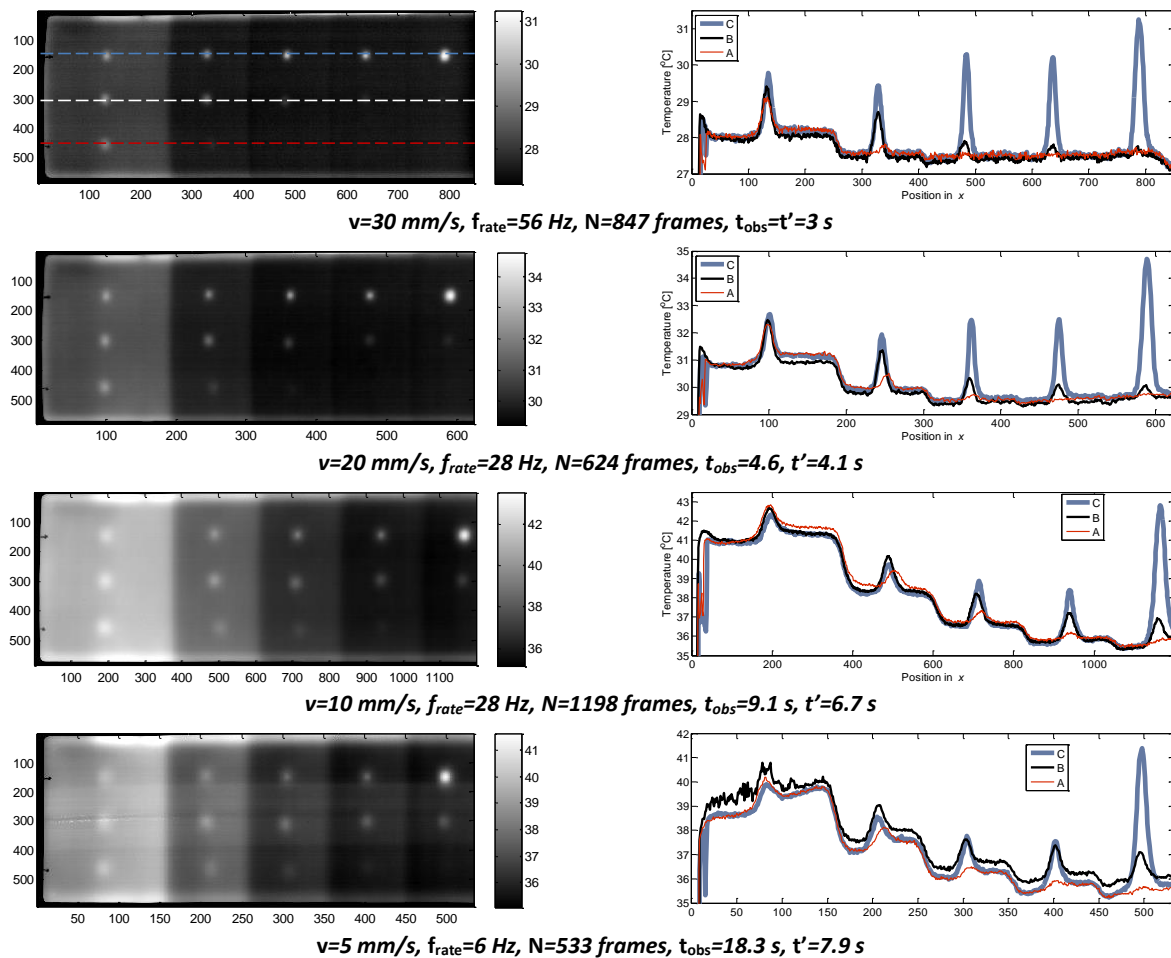 100
200
300
400
500
100 200 300 400 500 600 700 800
31
30
29
28
Temperature [°C]
31
30
29
28
27
C
B
A
0 100 200 300 400 500 600 700 800
Position in x
v=30 mm/s, f_rate=56 Hz, N=847 frames, t_obs=t'=3 s
100
200
300
400
500
100 200 300 400 500 600
34
33
32
31
30
Temperature [°C]
35
34
33
32
31
30
29
C
B
A
0 100 200 300 400 500 600
Position in x
v=20 mm/s, f_rate=28 Hz, N=624 frames, t_obs=4.6, t'=4.1 s
100
200
300
400
500
100 200 300 400 500 600 700 800 900 1000 1100
42
40
38
36
Temperature [°C]
43
42
41
40
39
38
37
36
35
C
B
A
0 200 400 600 800 1000
Position in x
v=10 mm/s, f_rate=28 Hz, N=1198 frames, t_obs=9.1 s, t'=6.7 s
100
200
300
400
500
50 100 150 200 250 300 350 400 450 500
41
40
39
38
37
36
42
41
40
39
38
37
36
35
C
B
A
0 50 100 150 200 250 300 350 400 450 500
v=5 mm/s, f_rate=6 Hz, N=533 frames, t_obs=18.3 s, t'=7.9 s